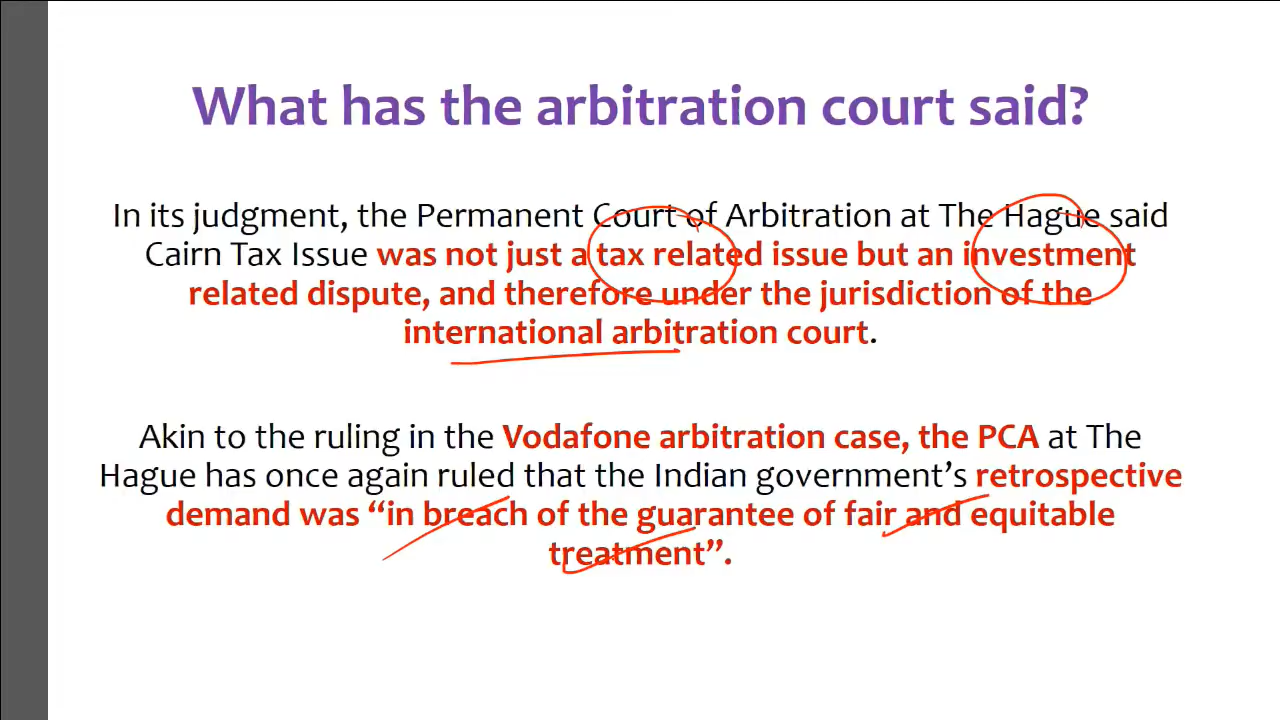 What has the arbitration court said?
In its judgment, the Permanent Court of Arbitration at The Hague said
Cairn Tax Issue was not just a tax related issue but an investment
related dispute, and therefore under the jurisdiction of the
international arbitration court.
Akin to the ruling in the Vodafone arbitration case, the PCA at The
Hague has once again ruled that the Indian government’s retrospective
demand was “in breach of the guarantee of fair and equitable
treatment”.